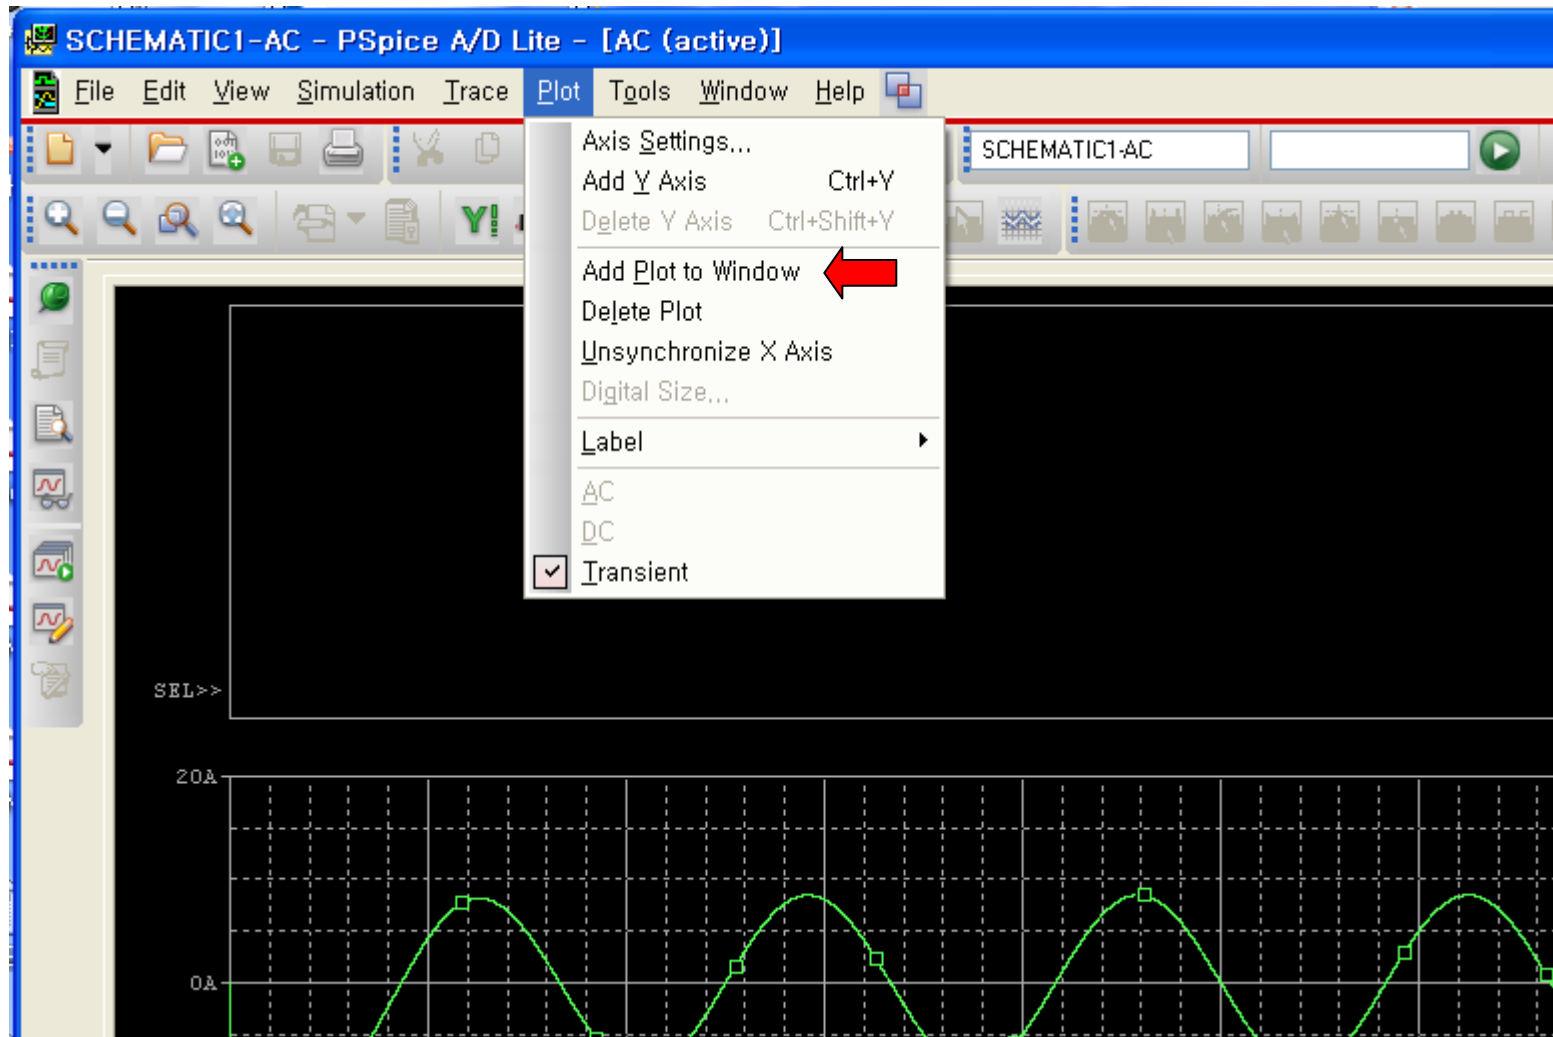 SCHEMATIC1-AC - PSpice A/D Lite - [AC (active)]
File Edit View Simulation Trace Plot Tools Window Help
Axis Settings...
SCHEMATIC1-AC
Add Y Axis Ctrl+Y
Delete Y Axis Ctrl+Shift+Y
Add Plot to Window
Delete Plot
Unsynchronize X Axis
Digital Size...
Label
AC
DC
Transient
SEL>>
20A
0A